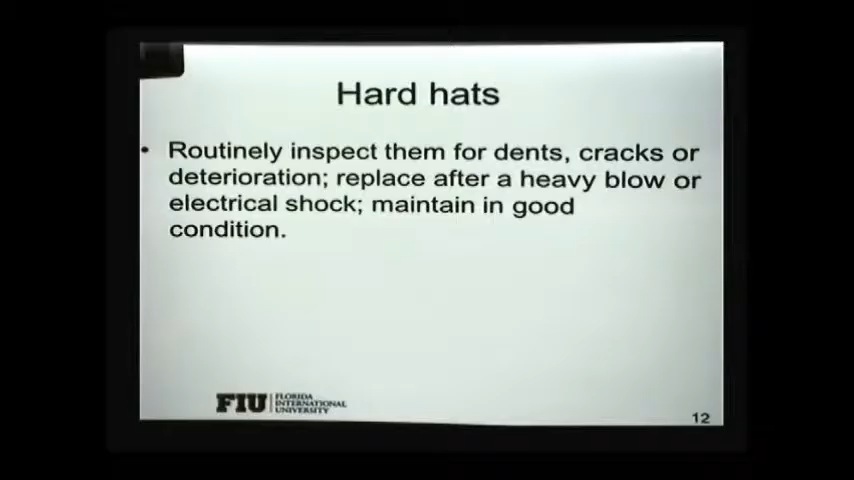 Hard hats
• Routinely inspect them for dents, cracks or
deterioration; replace after a heavy blow or
electrical shock; maintain in good
condition.
FIU FLORIDA
INTERNATIONAL
UNIVERSITY
12